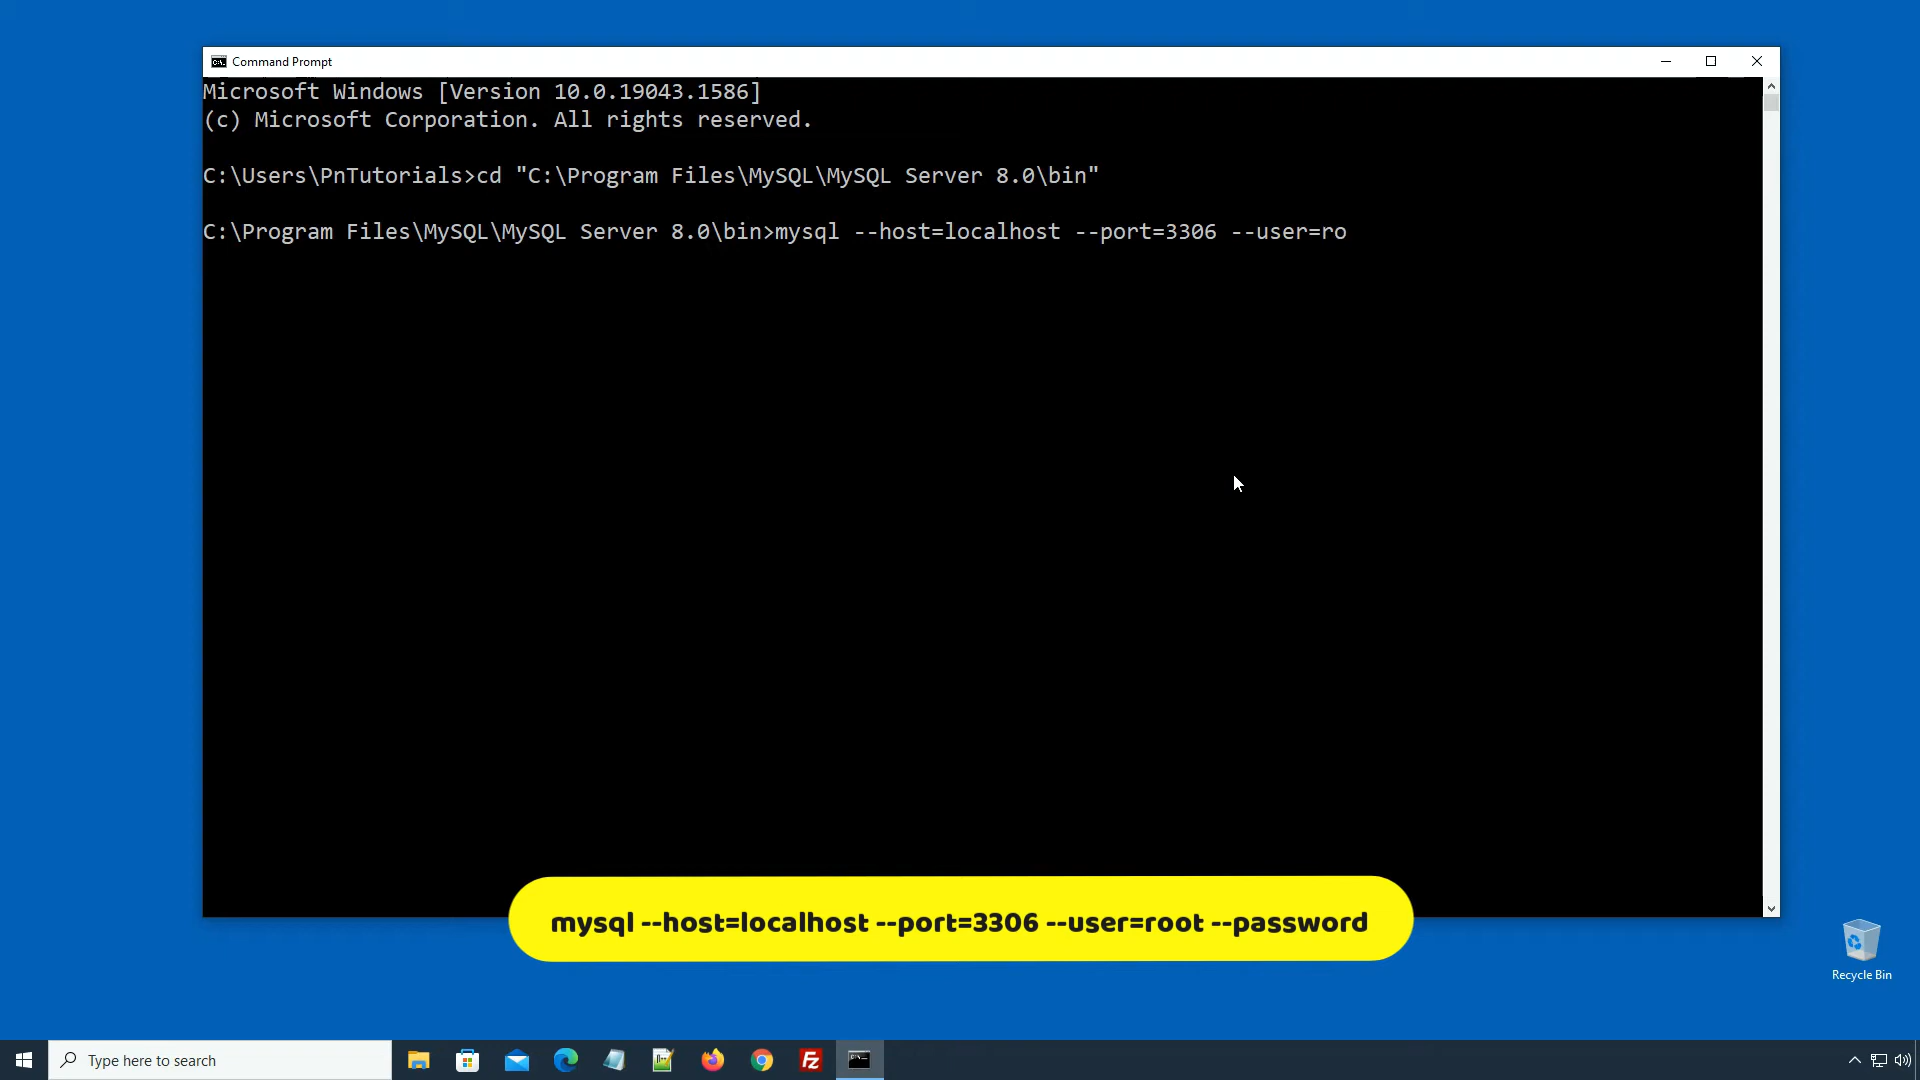 Command Prompt
Microsoft Windows [Version 10.0.19043.1586]
(c) Microsoft Corporation. All rights reserved.
C:\Users\PnTutorials>cd "C:\Program Files\MySQL\MySQL Server 8.0\bin"
C:\Program Files\MySQL\MySQL Server 8.0\bin>mysql --host=localhost --port=3306 --user=ro
mysql --host=localhost --port=3306 --user=root --password
Recycle Bin
Type here to search